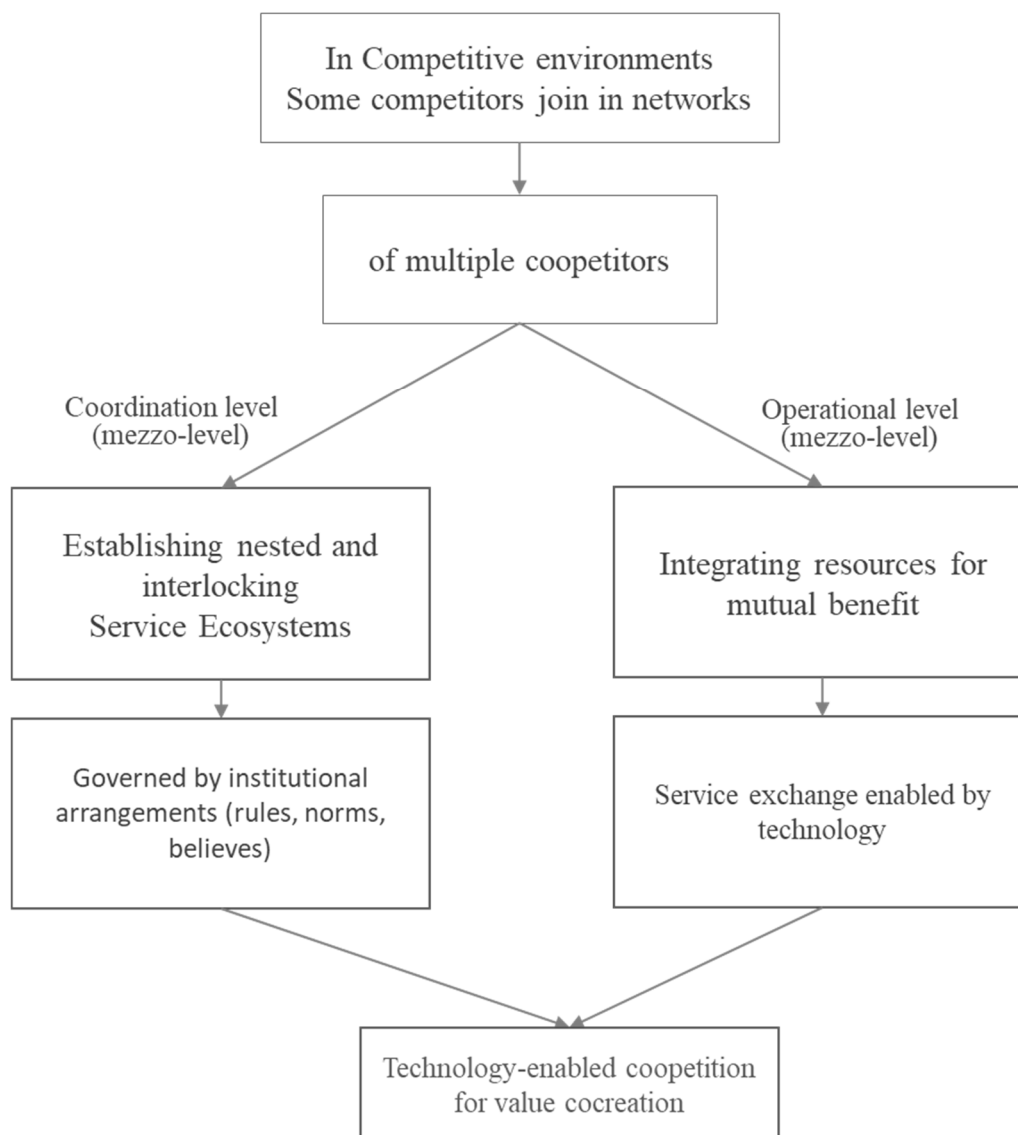 In Competitive environments
Some competitors join in networks
of multiple coopetitors
Coordination level
(mezzo-level)
Operational level
(mezzo-level)
Establishing nested and
interlocking
Service Ecosystems
Integrating resources for
mutual benefit
Governed by institutional
arrangements (rules, norms,
believes)
Service exchange enabled by
technology
Technology-enabled coopetition
for value cocreation